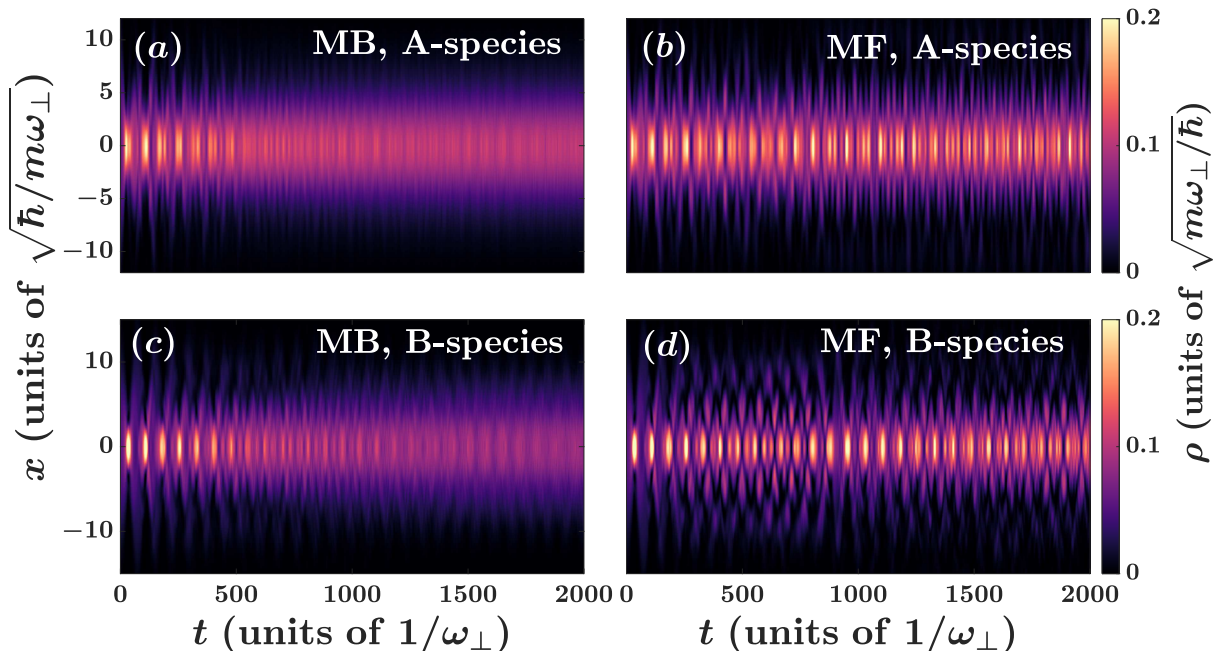 (a) MB, A-species
10
5
0
−5
−10
(b) MF, A-species
0.2
0.1
0
(c) MB, B-species
10
0
−10
0 500 1000 1500 2000
(d) MF, B-species
0.2
0.1
0
0 500 1000 1500 2000
x (units of √ħ/mω⊥)
t (units of 1/ω⊥)
t (units of 1/ω⊥)
ρ (units of √mω⊥/ħ)